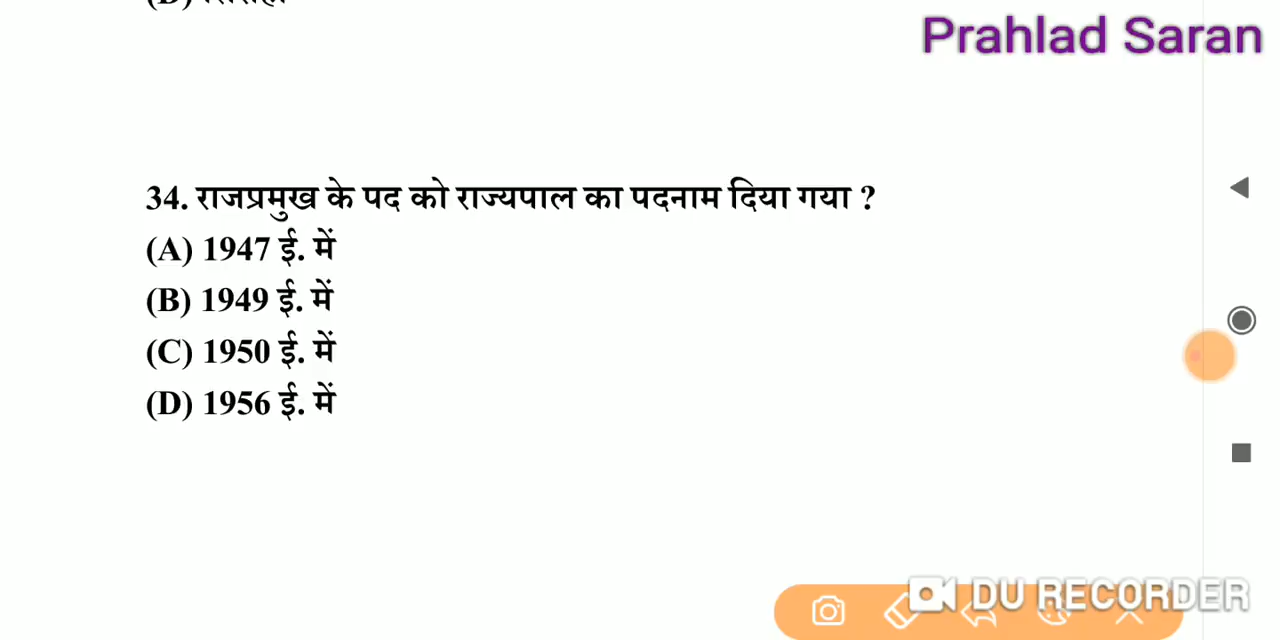 Prahlad Saran
34. राजप्रमुख के पद को राज्यपाल का पदनाम दिया गया ?
(A) 1947 ई. में
(B) 1949 ई. में
(C) 1950 ई. में
(D) 1956 ई. में
DU RECORDER